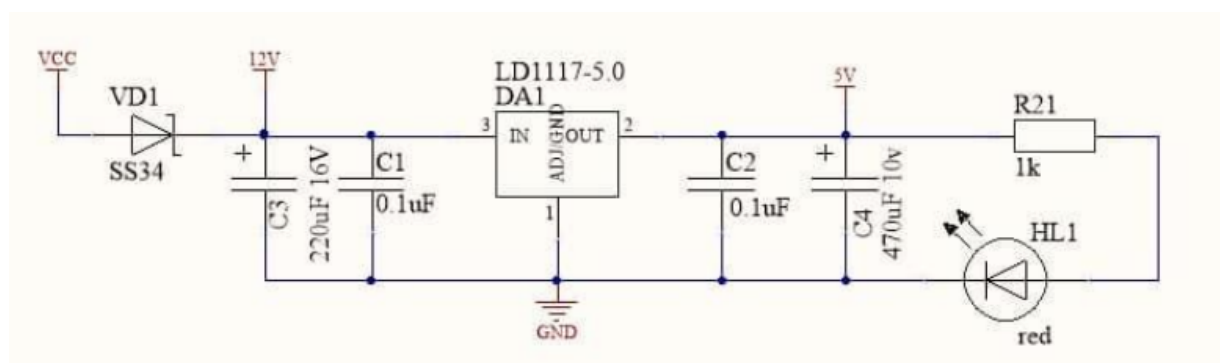 VCC
12V
VD1
SS34
+
C3
220uF 16V
C1
0.1uF
LD1117-5.0
DA1
3
IN
ADJ/GND
OUT
2
1
GND
C2
0.1uF
5V
+
C4
470uF 10v
R21
1k
HL1
red